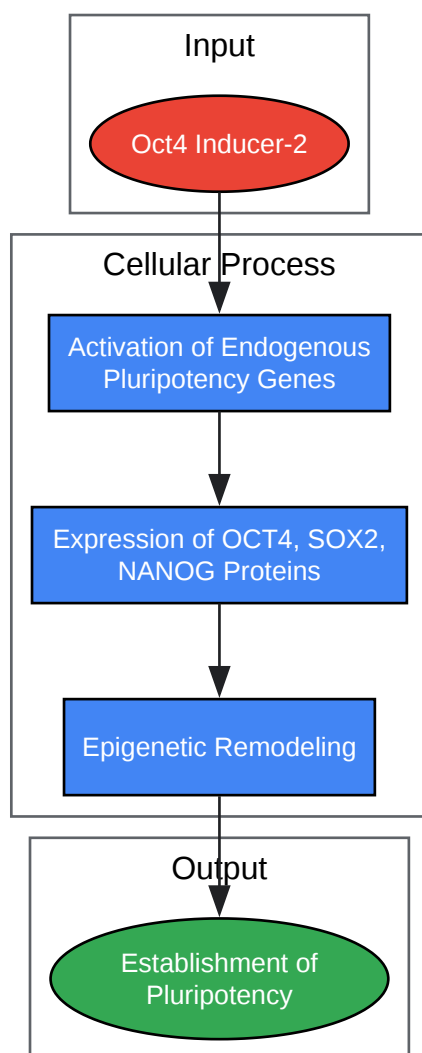 Input
Oct4 Inducer-2
Cellular Process
Activation of Endogenous
Pluripotency Genes
Expression of OCT4, SOX2,
NANOG Proteins
Epigenetic Remodeling
Output
Establishment of
Pluripotency